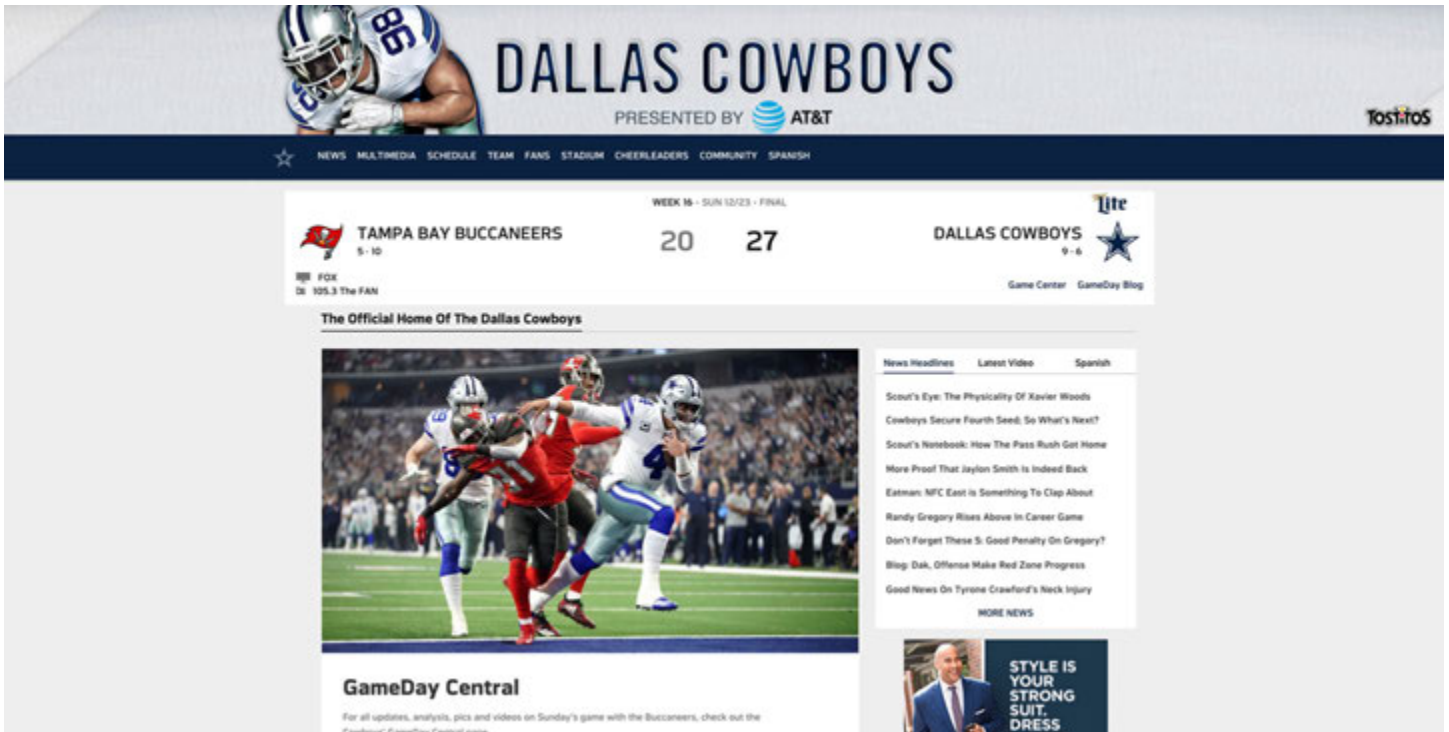 86
DALLAS COWBOYS
PRESENTED BY AT&T
TOSTITOS
NEWS MULTIMEDIA SCHEDULE TEAM FANS STADIUM CHEERLEADERS COMMUNITY SPANISH
WEEK 16 - SUN 12/23 - FINAL
Lite
TAMPA BAY BUCCANEERS 20 27 DALLAS COWBOYS
5 - 10 9 - 6
FOX
105.3 The FAN
Game Center GameDay Blog
The Official Home Of The Dallas Cowboys
4
31
News Headlines Latest Video Spanish
Scout's Eye: The Physicality Of Xavier Woods
Cowboys Secure Fourth Seed; So What's Next?
Scout's Notebook: How The Pass Rush Got Home
More Proof That Jaylon Smith Is Indeed Back
Eatman: NFC East is Something To Clap About
Randy Gregory Rises Above In Career Game
Don't Forget These 5: Good Penalty On Gregory?
Blog: Dak, Offense Make Red Zone Progress
Good News On Tyrone Crawford's Neck Injury
MORE NEWS
GameDay Central
For all updates, analysis, pics and videos on Sunday's game with the Buccaneers, check out the
Cowboys' GameDay Central page
STYLE IS
YOUR
STRONG
SUIT.
DRESS